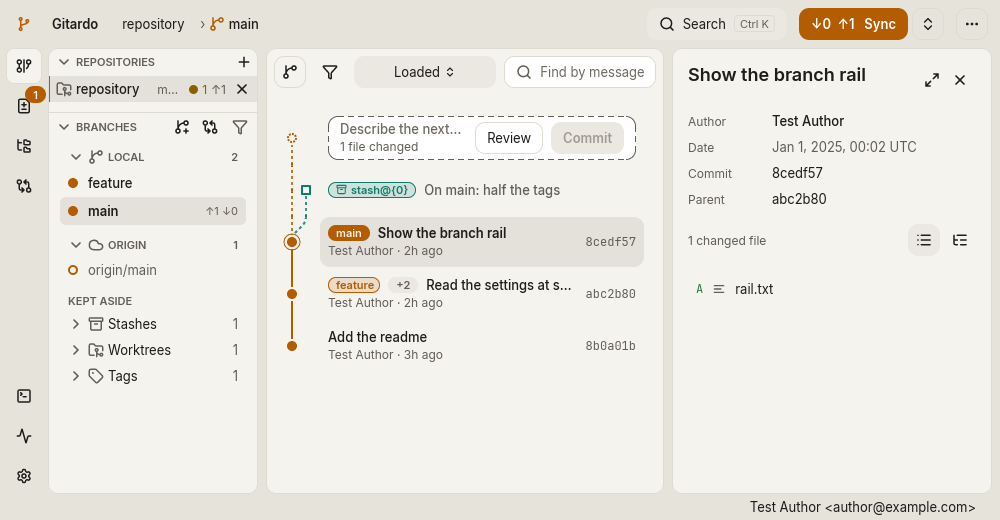 Gitardo
repository
main
Search
Ctrl K
↓0 ↑1 Sync
1
REPOSITORIES
repository m... 1 ↑1
BRANCHES
LOCAL 2
feature
main ↑1 ↓0
ORIGIN 1
origin/main
KEPT ASIDE
Stashes 1
Worktrees 1
Tags 1
Loaded
Find by message
Describe the next...
1 file changed
Review
Commit
stash@{0} On main: half the tags
main Show the branch rail
Test Author · 2h ago
8cedf57
feature +2 Read the settings at s...
Test Author · 2h ago
abc2b80
Add the readme
Test Author · 3h ago
8b0a01b
Show the branch rail
Author Test Author
Date Jan 1, 2025, 00:02 UTC
Commit 8cedf57
Parent abc2b80
1 changed file
A rail.txt
Test Author <author@example.com>